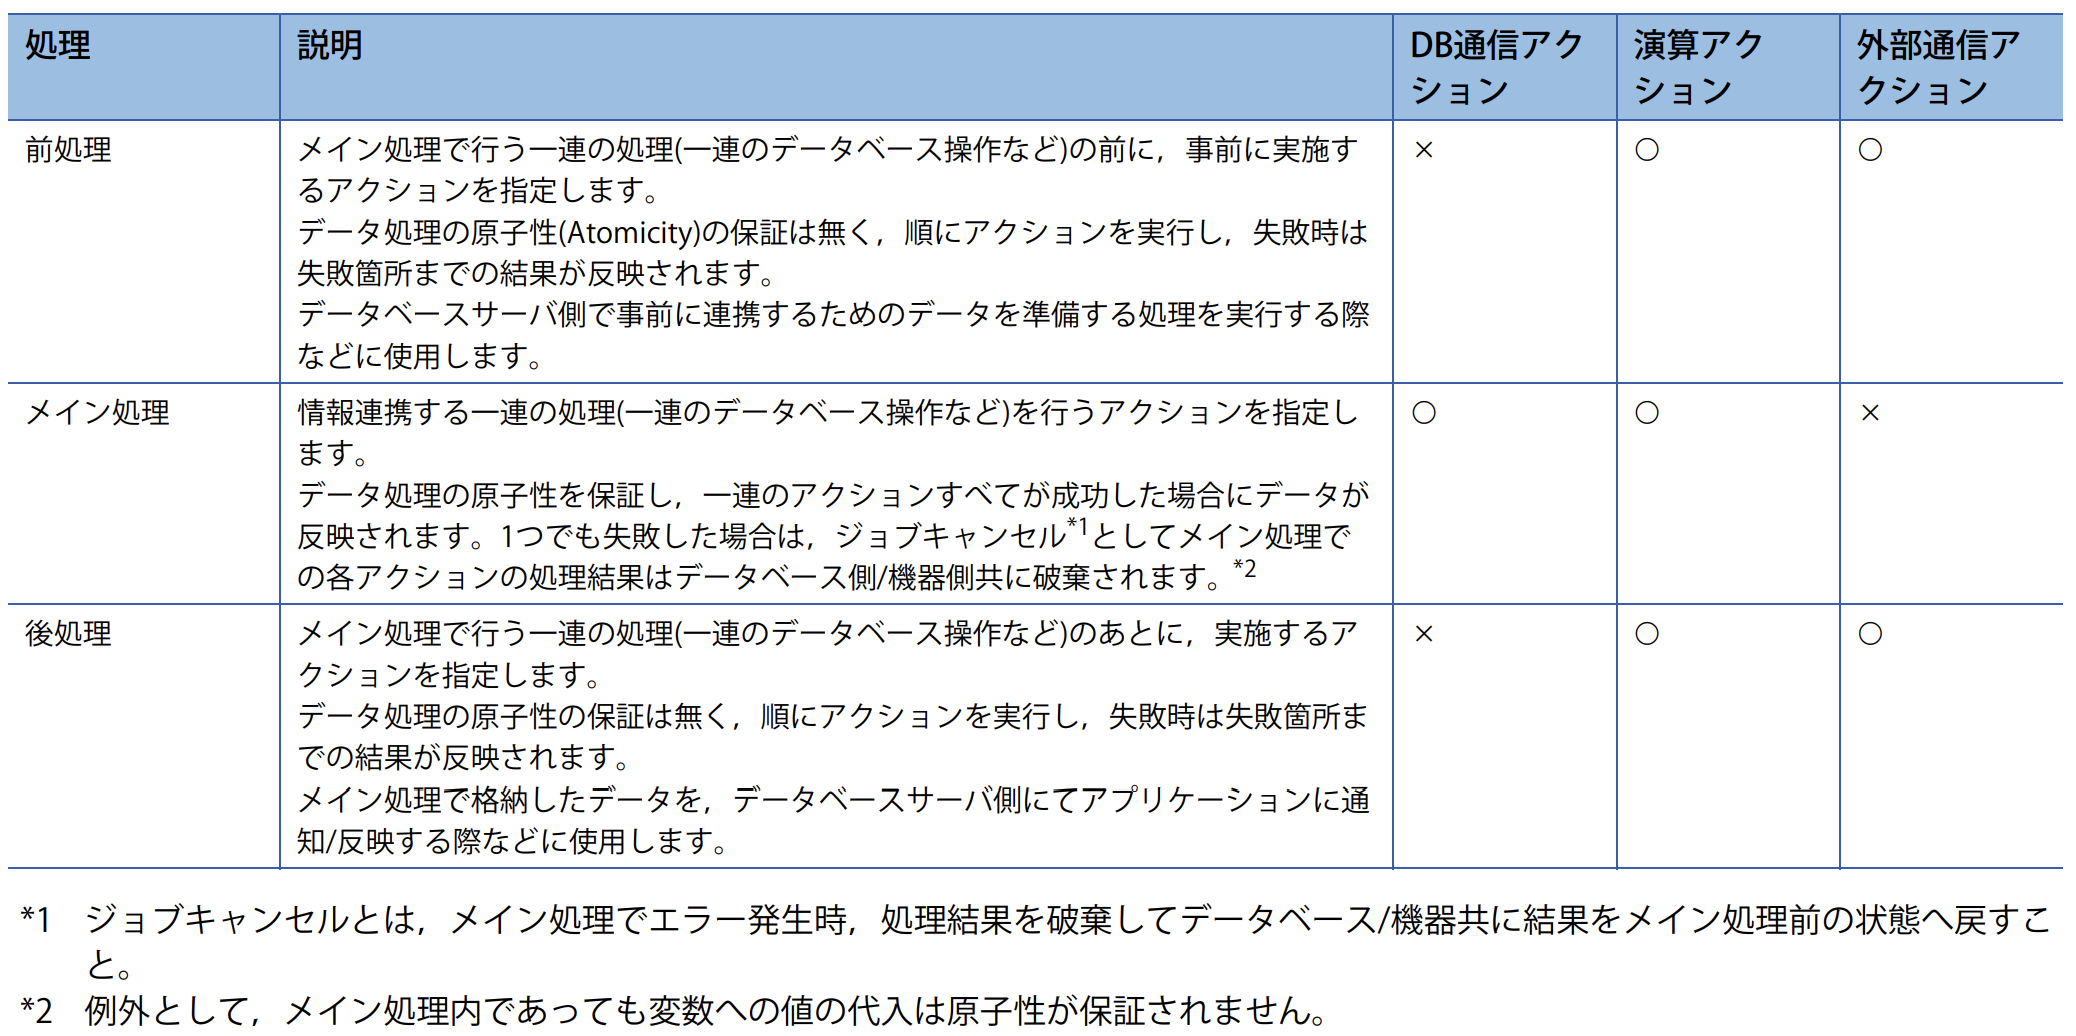 処理
説明
DB通信アク
ション
演算アク
ション
外部通信ア
クション
前処理
メイン処理で行う一連の処理(一連のデータベース操作など)の前に，事前に実施す
るアクションを指定します。
データ処理の原子性(Atomicity)の保証は無く，順にアクションを実行し，失敗時は
失敗箇所までの結果が反映されます。
データベースサーバ側で事前に連携するためのデータを準備する処理を実行する際
などに使用します。
×
○
○
メイン処理
情報連携する一連の処理(一連のデータベース操作など)を行うアクションを指定し
ます。
データ処理の原子性を保証し，一連のアクションすべてが成功した場合にデータが
反映されます。1つでも失敗した場合は，ジョブキャンセル*1としてメイン処理で
の各アクションの処理結果はデータベース側/機器側共に破棄されます。*2
○
○
×
後処理
メイン処理で行う一連の処理(一連のデータベース操作など)のあとに，実施するア
クションを指定します。
データ処理の原子性の保証は無く，順にアクションを実行し，失敗時は失敗箇所ま
での結果が反映されます。
メイン処理で格納したデータを，データベースサーバ側にてアプリケーションに通
知/反映する際などに使用します。
×
○
○
*1 ジョブキャンセルとは，メイン処理でエラー発生時，処理結果を破棄してデータベース/機器共に結果をメイン処理前の状態へ戻すこ
と。
*2 例外として，メイン処理内であっても変数への値の代入は原子性が保証されません。